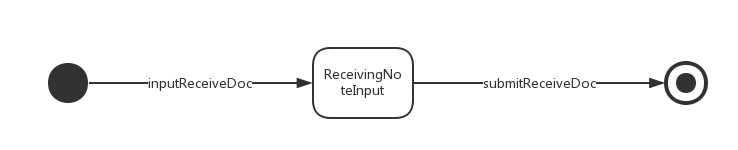 inputReceiveDoc
ReceivingNo
teInput
submitReceiveDoc